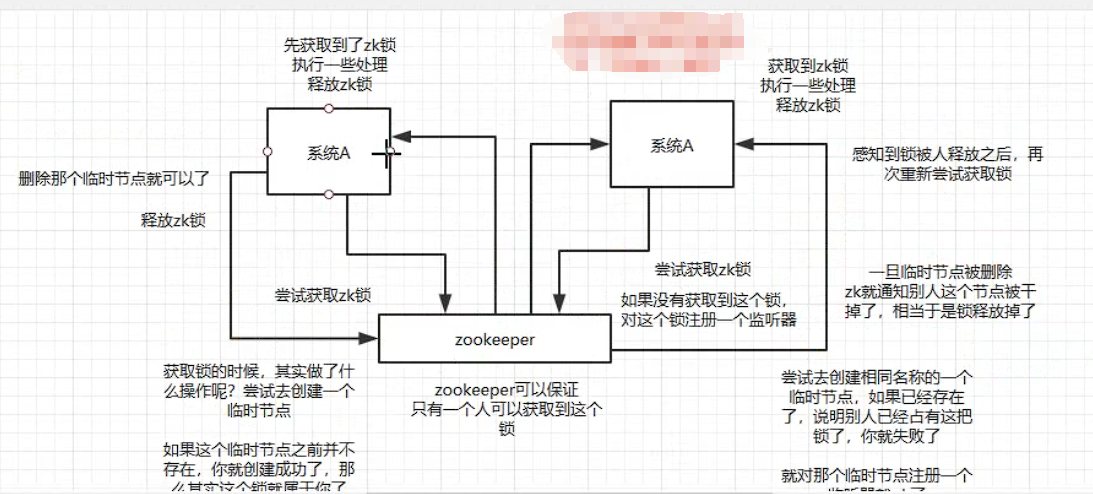 先获取到了zk锁
执行一些处理
释放zk锁
获取到zk锁
执行一些处理
释放zk锁
系统A
系统A
感知到锁被人释放之后，再
次重新尝试获取锁
删除那个临时节点就可以了
释放zk锁
尝试获取zk锁
尝试获取zk锁
如果没有获取到这个锁，
对这个锁注册一个监听器
一旦临时节点被删除
zk就通知别人这个节点被干
掉了，相当于是锁释放掉了
zookeeper
获取锁的时候，其实做了什
么操作呢？尝试去创建一个
临时节点
zookeeper可以保证
只有一个人可以获取到这个
锁
尝试去创建相同名称的一个
临时节点，如果已经存在
了，说明别人已经占有这把
锁了，你就失败了
如果这个临时节点之前并不
存在，你就创建成功了，那
么其实这个锁就属于你了
就对那个临时节点注册一个